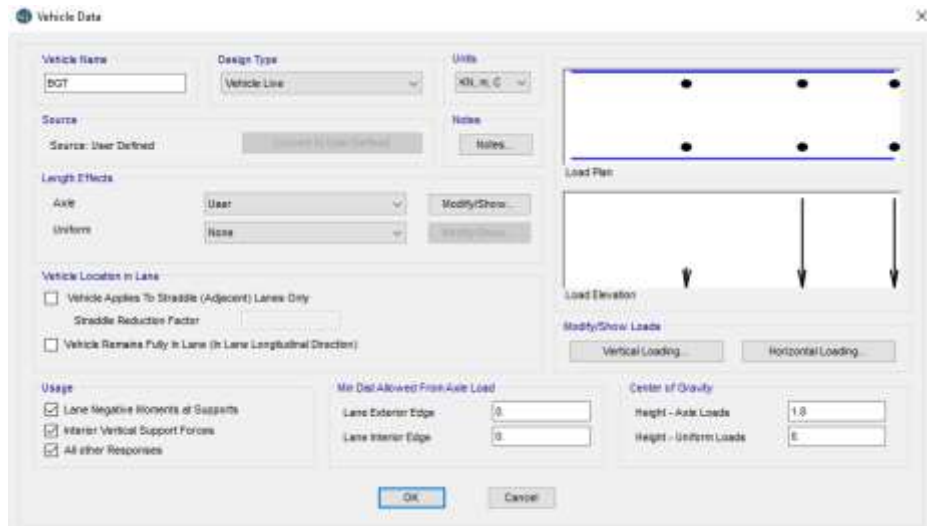 Vehicle Data
Vehicle Name
BGT
Design Type
Vehicle Live
Units
KN, m, C
Source
Source: User Defined
Convert to User Defined
Notes
Notes...
Load Plan
Length Effects
Axle
User
Modify/Show...
Uniform
None
Modify/Show...
Load Elevation
Vehicle Location in Lane
Vehicle Applies To Straddle (Adjacent) Lanes Only
Straddle Reduction Factor
Vehicle Remains Fully In Lane (In Lane Longitudinal Direction)
Modify/Show Loads
Vertical Loading...
Horizontal Loading...
Usage
Lane Negative Moments at Supports
Interior Vertical Support Forces
All other Responses
Min Dist Allowed From Axle Load
Lane Exterior Edge
0.
Lane Interior Edge
0.
Center of Gravity
Height - Axle Loads
1.8
Height - Uniform Loads
OK
Cancel